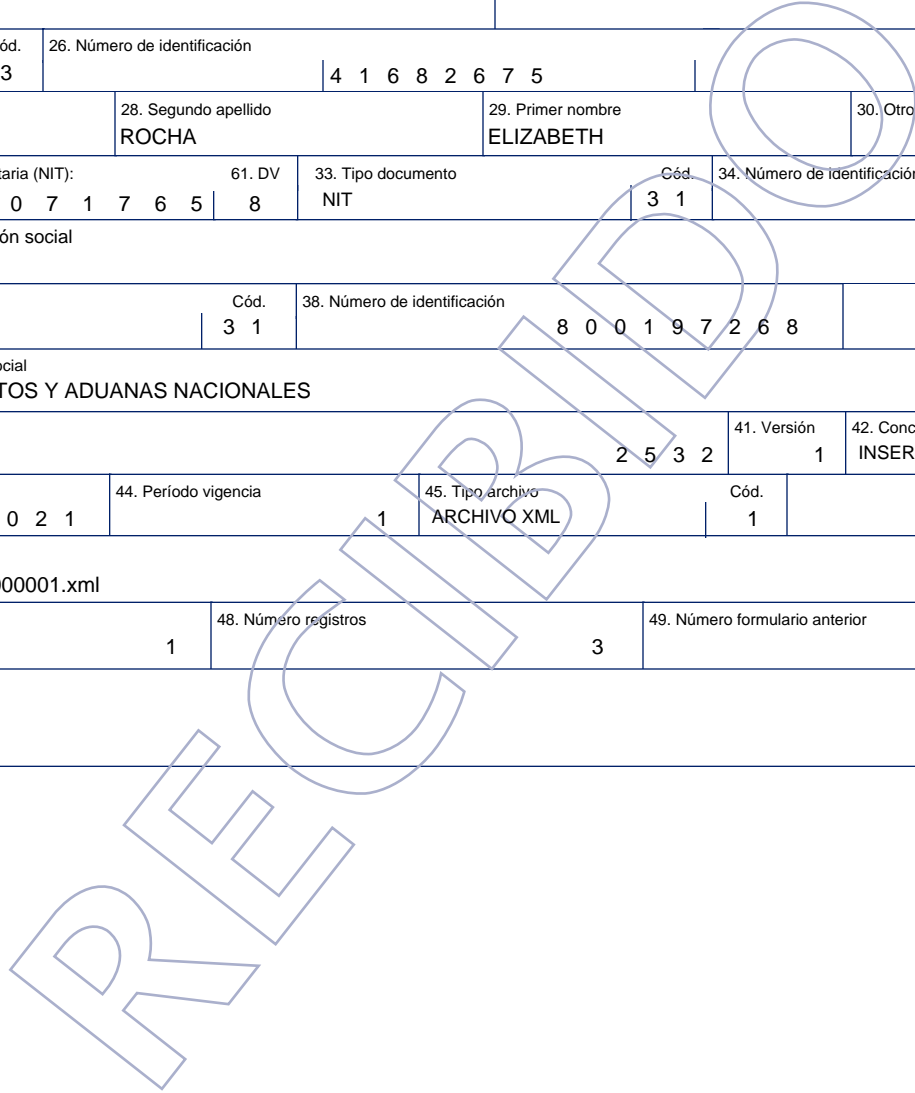 ód. 26. Número de identificación
3 4 1 6 8 2 6 7 5
28. Segundo apellido 29. Primer nombre 30. Otro
ROCHA ELIZABETH
taria (NIT): 61. DV 33. Tipo documento Cód. 34. Número de identificación
0 7 1 7 6 5 8 NIT 3 1
ón social
Cód. 38. Número de identificación
3 1 8 0 0 1 9 7 2 6 8
ocial
TOS Y ADUANAS NACIONALES
41. Versión 42. Conc
2 5 3 2 1 INSER
44. Período vigencia 45. Tipo archivo Cód.
0 2 1 1 ARCHIVO XML 1
000001.xml
48. Número registros 49. Número formulario anterior
1 3
RECIBIDO